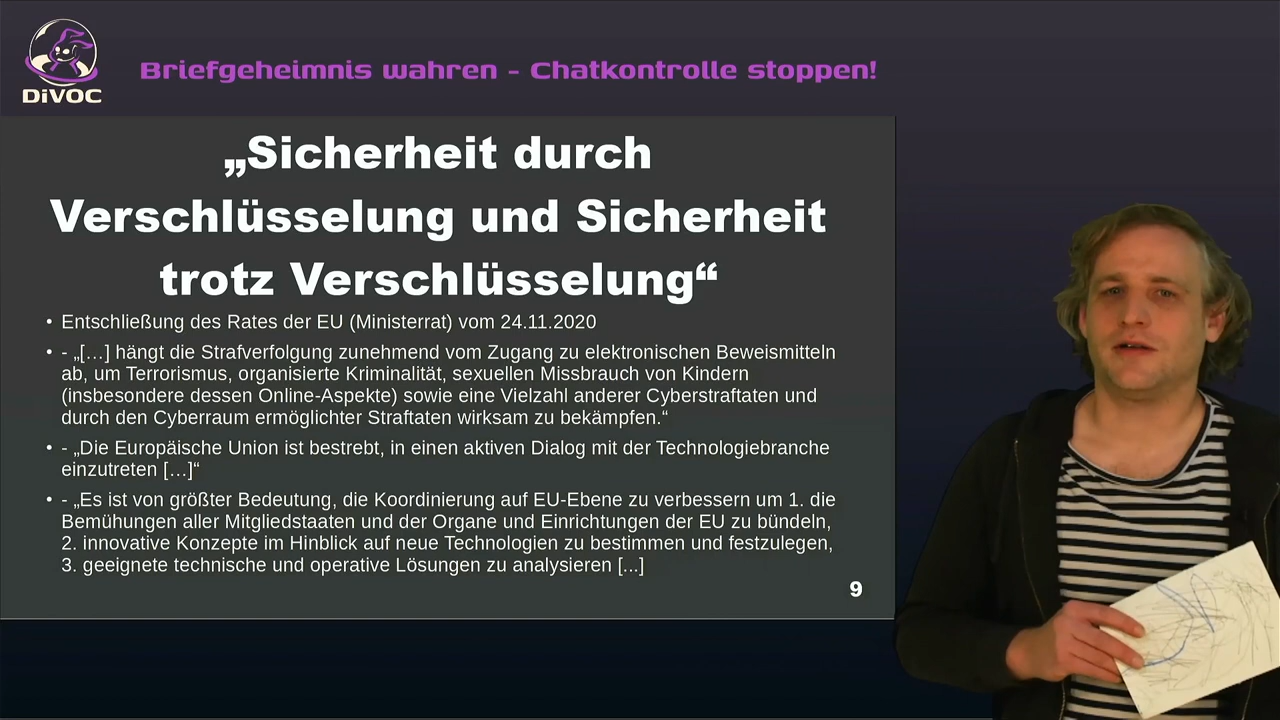 DiVOC
Briefgeheimnis wahren - Chatkontrolle stoppen!
„Sicherheit durch
Verschlüsselung und Sicherheit
trotz Verschlüsselung“
• Entschließung des Rates der EU (Ministerrat) vom 24.11.2020
• - „[…] hängt die Strafverfolgung zunehmend vom Zugang zu elektronischen Beweismitteln
ab, um Terrorismus, organisierte Kriminalität, sexuellen Missbrauch von Kindern
(insbesondere dessen Online-Aspekte) sowie eine Vielzahl anderer Cyberstraftaten und
durch den Cyberraum ermöglichter Straftaten wirksam zu bekämpfen.“
• - „Die Europäische Union ist bestrebt, in einen aktiven Dialog mit der Technologiebranche
einzutreten […]“
• - „Es ist von größter Bedeutung, die Koordinierung auf EU-Ebene zu verbessern um 1. die
Bemühungen aller Mitgliedstaaten und der Organe und Einrichtungen der EU zu bündeln,
2. innovative Konzepte im Hinblick auf neue Technologien zu bestimmen und festzulegen,
3. geeignete technische und operative Lösungen zu analysieren [...]
9